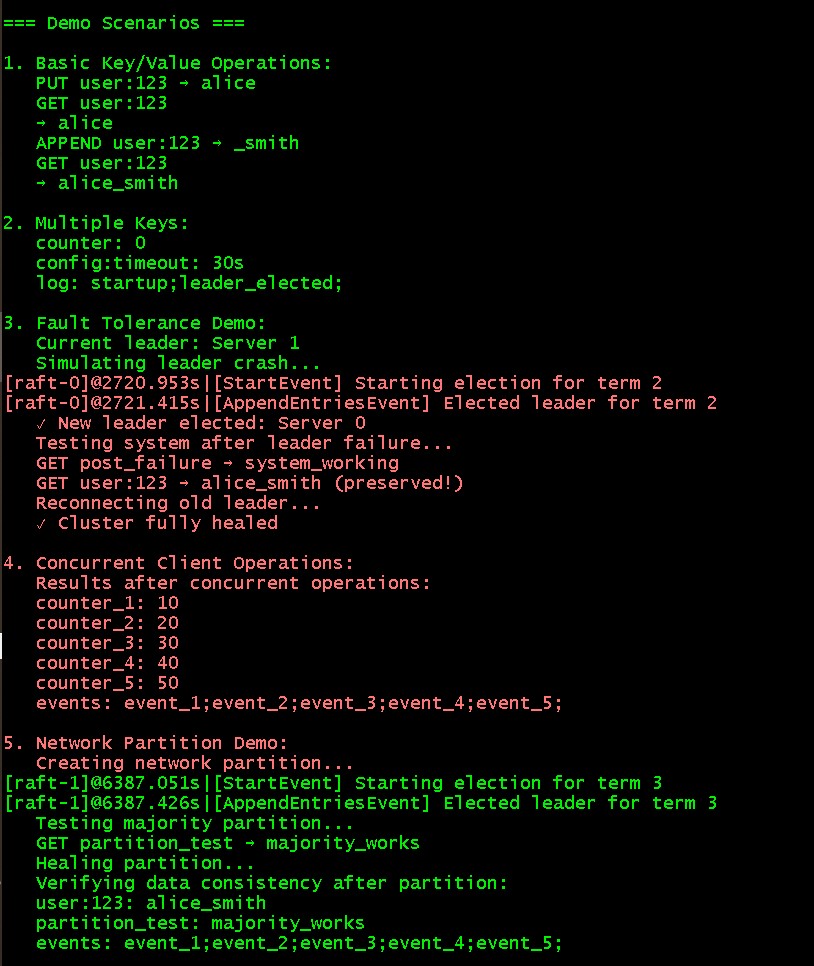 === Demo Scenarios ===
1. Basic Key/Value Operations:
PUT user:123 → alice
GET user:123
→ alice
APPEND user:123 → _smith
GET user:123
→ alice_smith
2. Multiple Keys:
counter: 0
config:timeout: 30s
log: startup;leader_elected;
3. Fault Tolerance Demo:
Current leader: Server 1
Simulating leader crash...
[raft-0]@2720.953s|[StartEvent] Starting election for term 2
[raft-0]@2721.415s|[AppendEntriesEvent] Elected leader for term 2
✓ New leader elected: Server 0
Testing system after leader failure...
GET post_failure → system_working
GET user:123 → alice_smith (preserved!)
Reconnecting old leader...
✓ Cluster fully healed
4. Concurrent Client Operations:
Results after concurrent operations:
counter_1: 10
counter_2: 20
counter_3: 30
counter_4: 40
counter_5: 50
events: event_1;event_2;event_3;event_4;event_5;
5. Network Partition Demo:
Creating network partition...
[raft-1]@6387.051s|[StartEvent] Starting election for term 3
[raft-1]@6387.426s|[AppendEntriesEvent] Elected leader for term 3
Testing majority partition...
GET partition_test → majority_works
Healing partition...
Verifying data consistency after partition:
user:123: alice_smith
partition_test: majority_works
events: event_1;event_2;event_3;event_4;event_5;